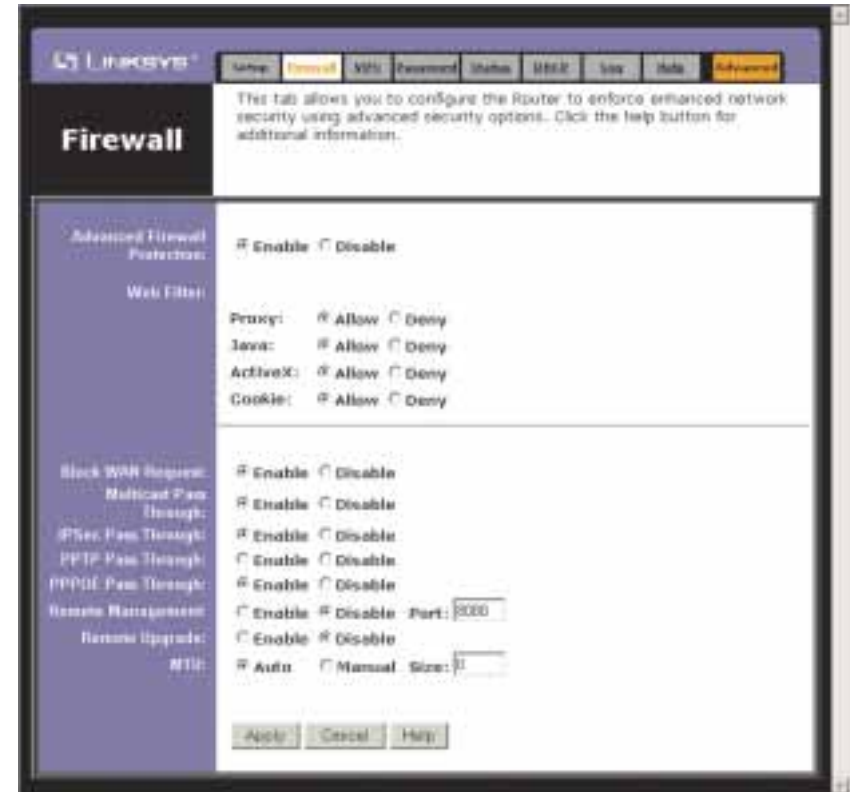 LINKSYS®
Setup Firewall VPN Password Status DHCP Log Help Advanced
Firewall
This tab allows you to configure the Router to enforce enhanced network
security using advanced security options. Click the help button for
additional information.
Advanced Firewall
Protection:
Enable Disable
Web Filter:
Proxy: Allow Deny
Java: Allow Deny
ActiveX: Allow Deny
Cookie: Allow Deny
Block WAN Request: Enable Disable
Multicast Pass
Through:
Enable Disable
IPSec Pass Through: Enable Disable
PPTP Pass Through: Enable Disable
PPPOE Pass Through: Enable Disable
Remote Management: Enable Disable Port: 8080
Remote Upgrade: Enable Disable
MTU: Auto Manual Size: 0
Apply Cancel Help